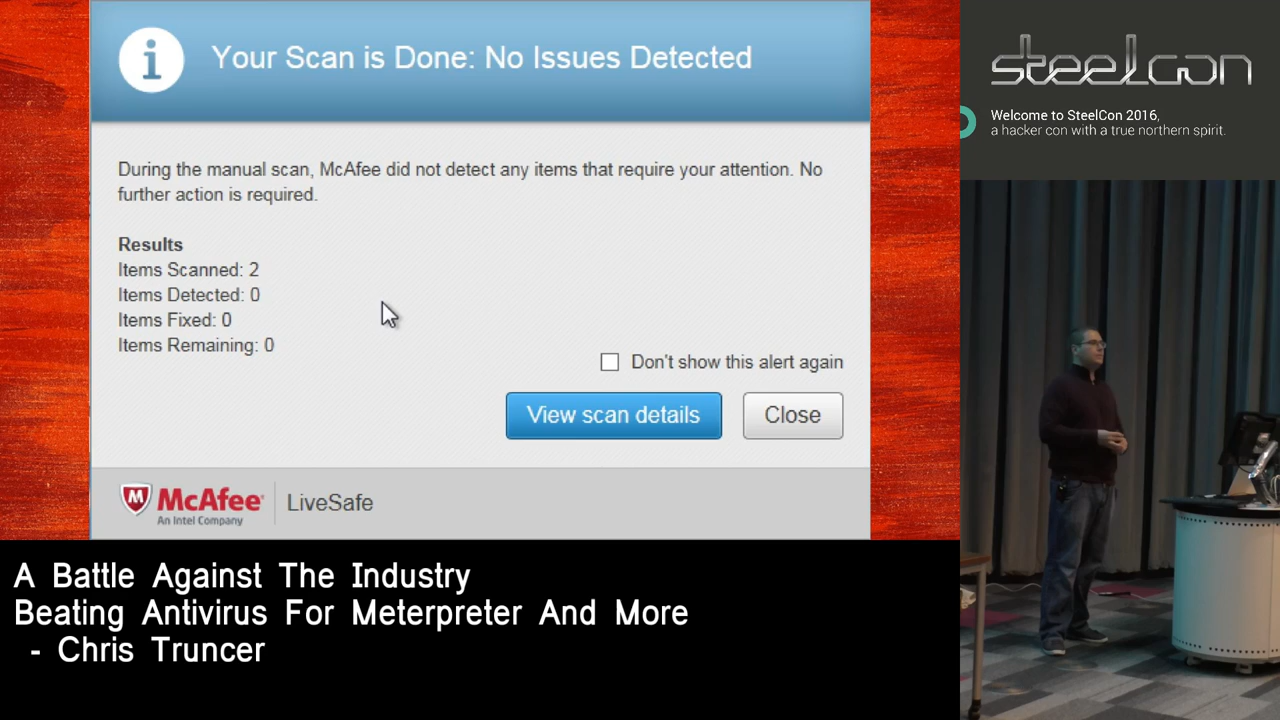 Your Scan is Done: No Issues Detected
During the manual scan, McAfee did not detect any items that require your attention. No
further action is required.
Results
Items Scanned: 2
Items Detected: 0
Items Fixed: 0
Items Remaining: 0
Don't show this alert again
View scan details
Close
McAfee
An Intel Company
LiveSafe
steelcon
Welcome to SteelCon 2016,
a hacker con with a true northern spirit.
A Battle Against The Industry
Beating Antivirus For Meterpreter And More
- Chris Truncer